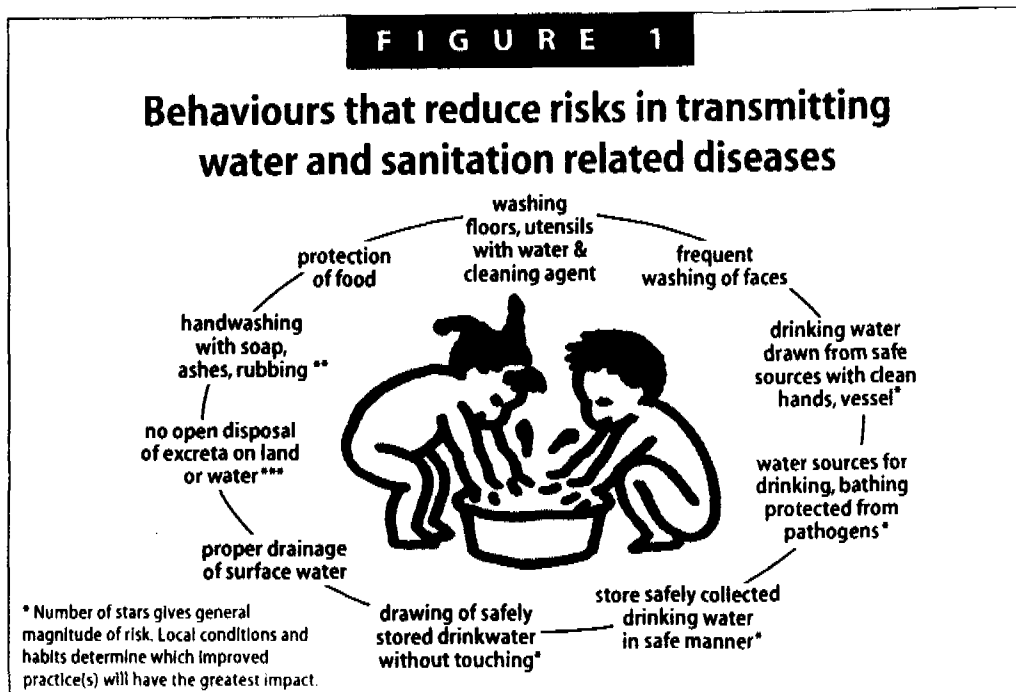 FIGURE 1
Behaviours that reduce risks in transmitting
water and sanitation related diseases
washing
floors, utensils
with water &
cleaning agent
frequent
washing of faces
drinking water
drawn from safe
sources with clean
hands, vessel*
water sources for
drinking, bathing
protected from
pathogens*
store safely collected
drinking water
in safe manner*
drawing of safely
stored drinkwater
without touching*
proper drainage
of surface water
no open disposal
of excreta on land
or water***
handwashing
with soap,
ashes, rubbing **
protection
of food
* Number of stars gives general
magnitude of risk. Local conditions and
habits determine which improved
practice(s) will have the greatest impact.